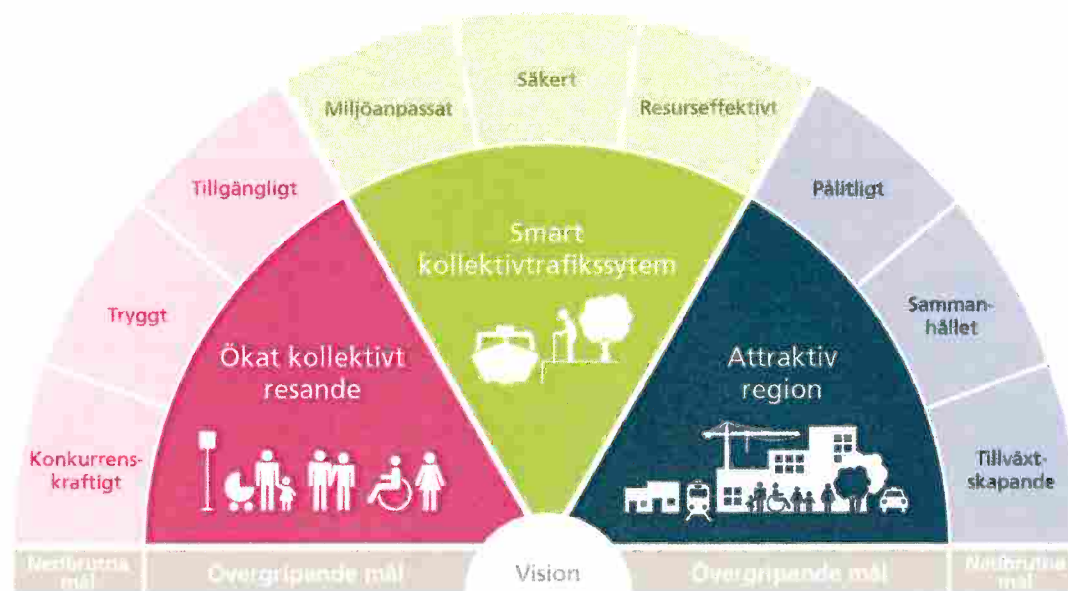 Säkert
Miljöanpassat
Resurseffektivt
Tillgängligt
Pålitligt
Smart
kollektivtrafikssytem
Tryggt
Samman-
hållet
Ökat kollektivt
resande
Attraktiv
region
Konkurrens-
kraftigt
Tillväxt-
skapande
Nedbrutna
mål
Övergripande mål
Vision
Övergripande mål
Nedbrutna
mål